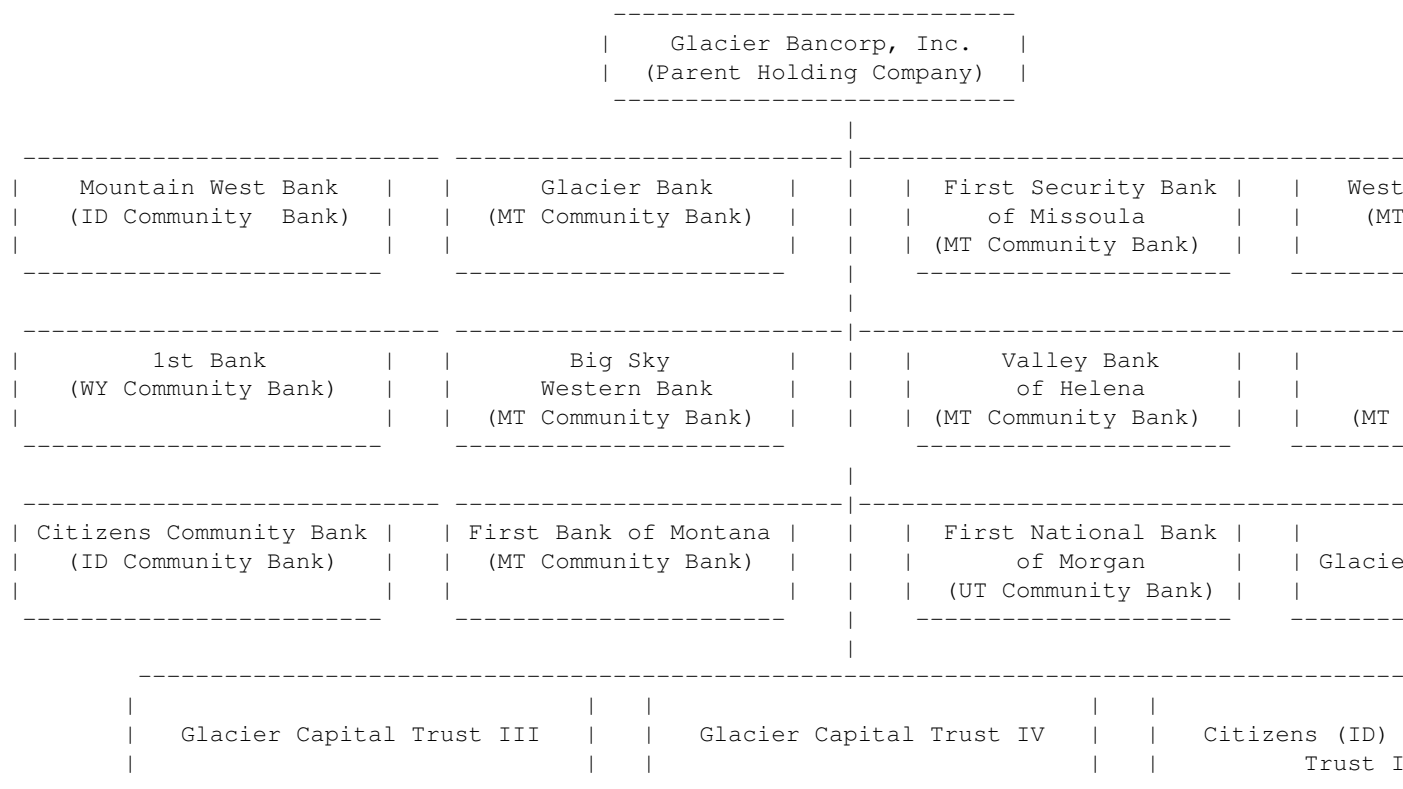 Glacier Bancorp, Inc.
(Parent Holding Company)
Mountain West Bank Glacier Bank First Security Bank West
(ID Community Bank) (MT Community Bank) of Missoula (MT
(MT Community Bank)
1st Bank Big Sky Valley Bank
(WY Community Bank) Western Bank of Helena
(MT Community Bank) (MT Community Bank) (MT
Citizens Community Bank First Bank of Montana First National Bank
(ID Community Bank) (MT Community Bank) of Morgan Glacie
(UT Community Bank)
Glacier Capital Trust III Glacier Capital Trust IV Citizens (ID)
Trust I